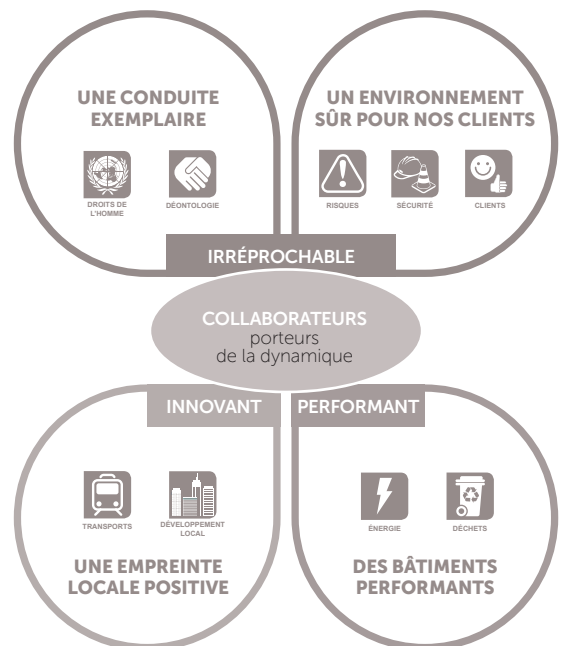 UNE CONDUITE
EXEMPLAIRE
DROITS DE
L'HOMME
DÉONTOLOGIE
UN ENVIRONNEMENT
SÛR POUR NOS CLIENTS
RISQUES
SÉCURITÉ
CLIENTS
IRRÉPROCHABLE
COLLABORATEURS
porteurs
de la dynamique
INNOVANT
PERFORMANT
TRANSPORTS
DÉVELOPPEMENT
LOCAL
UNE EMPREINTE
LOCALE POSITIVE
ÉNERGIE
DÉCHETS
DES BÂTIMENTS
PERFORMANTS